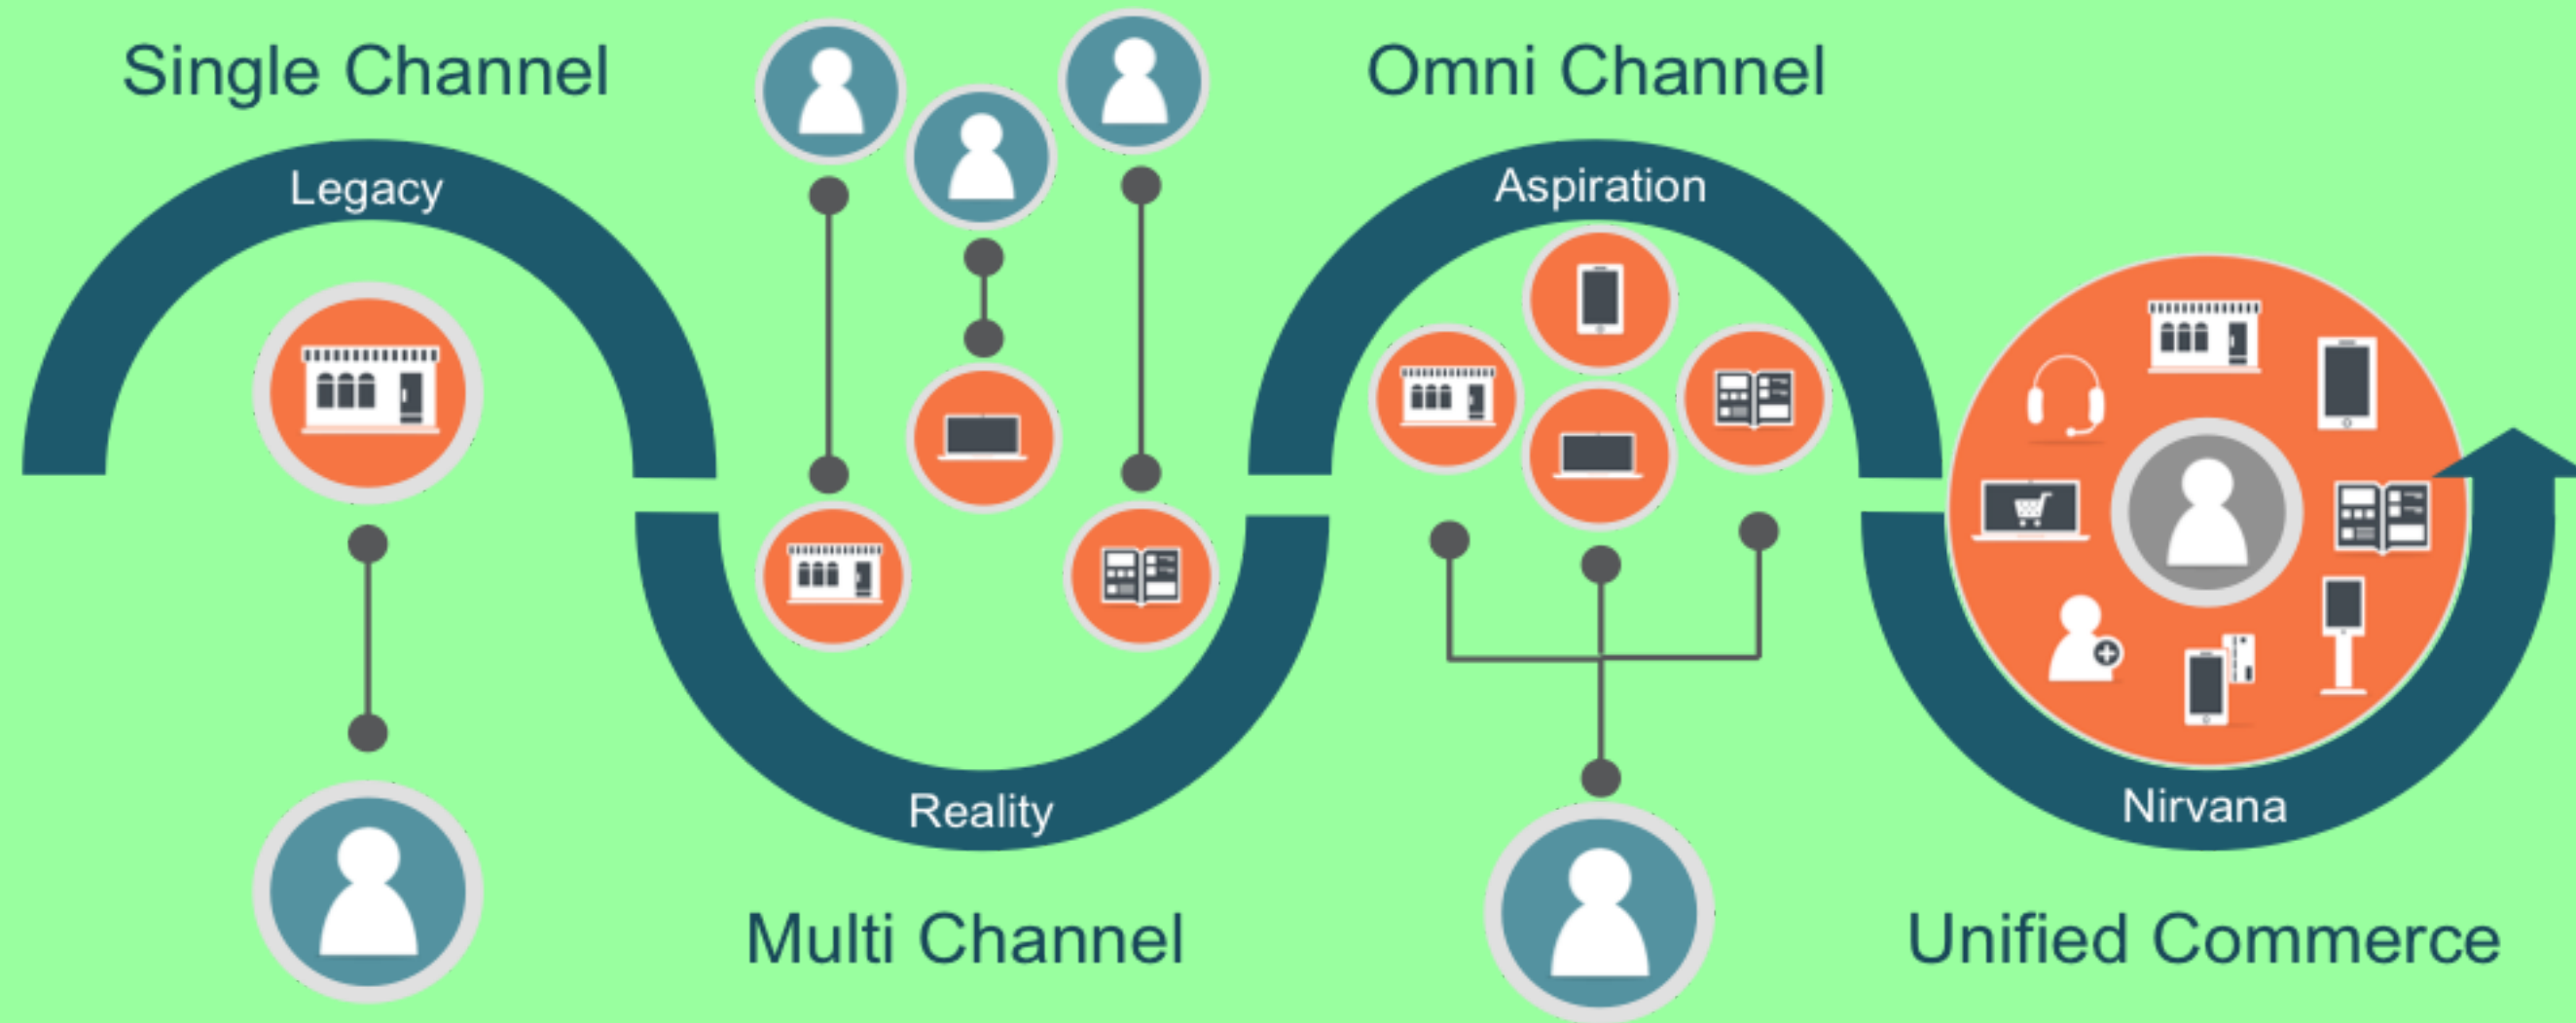 Single Channel
Legacy
Reality
Multi Channel
Omni Channel
Aspiration
Nirvana
Unified Commerce